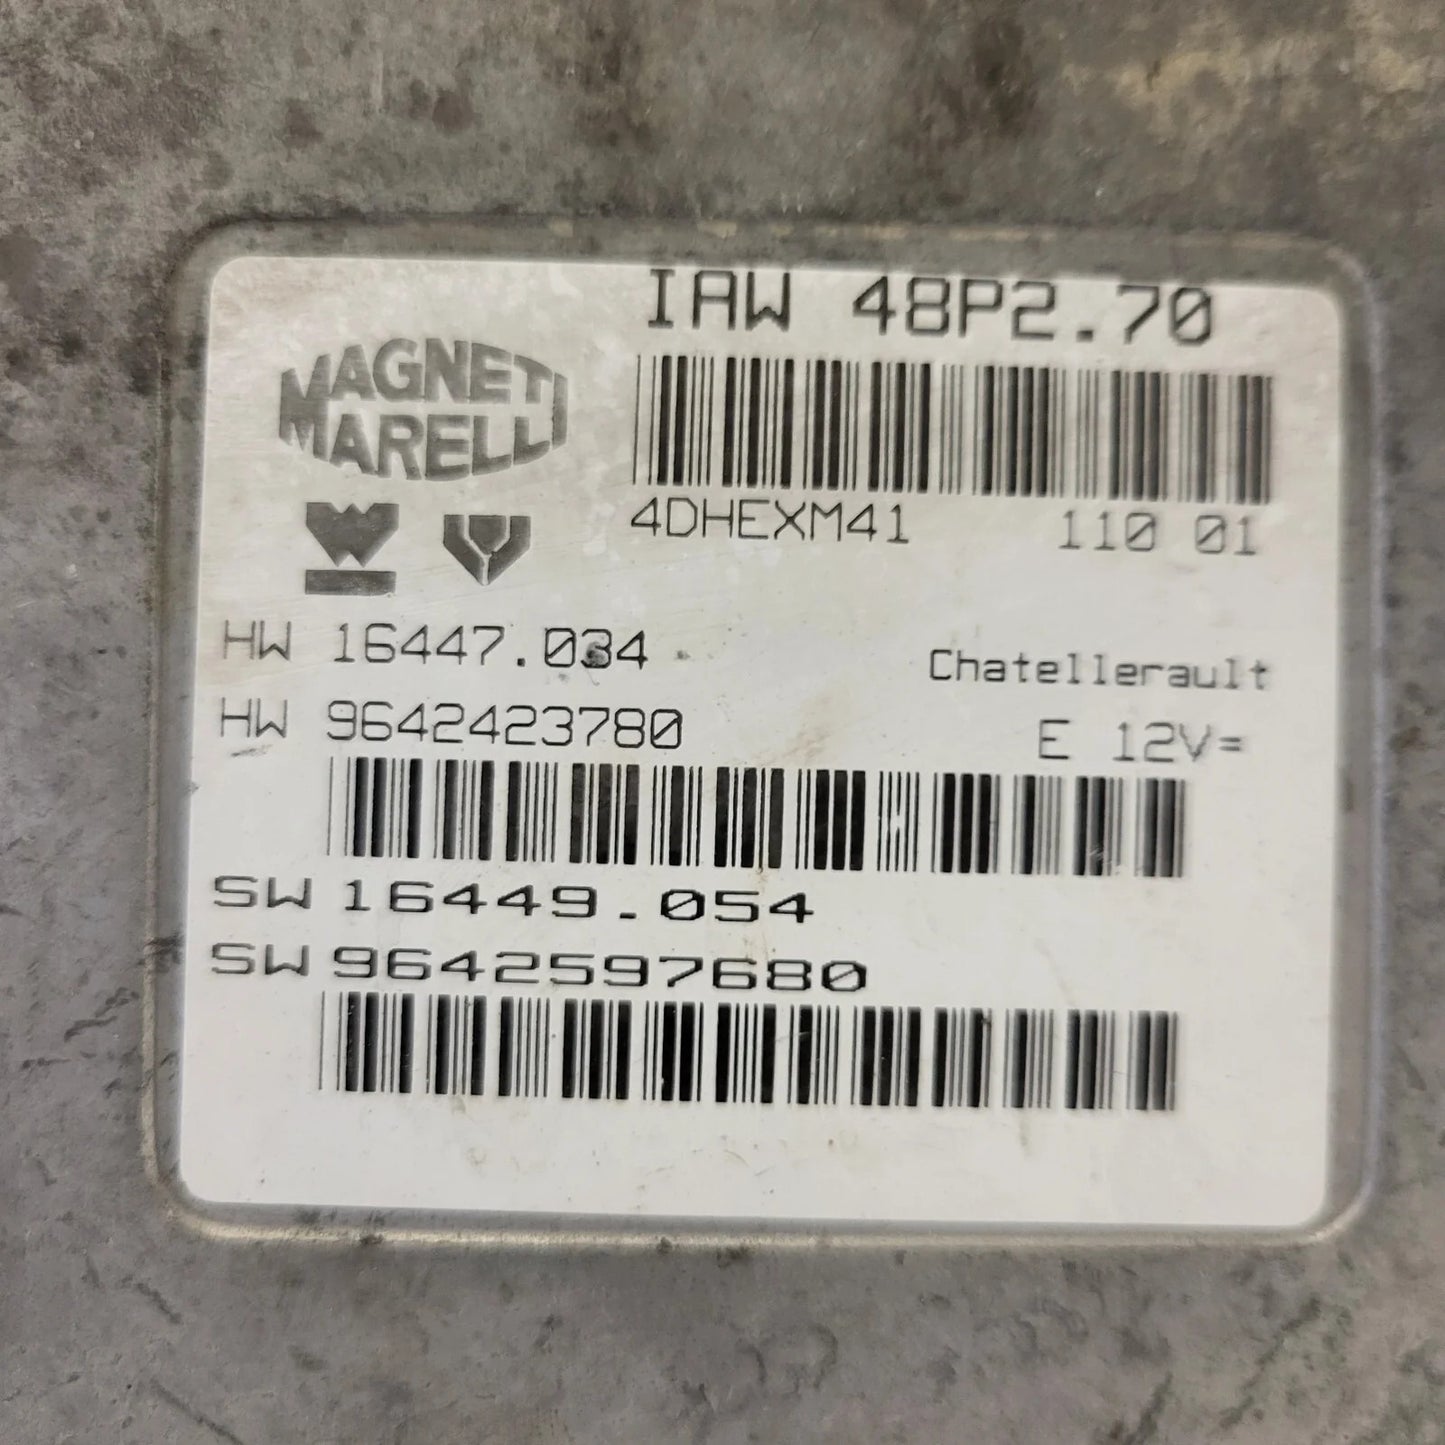 IAW 48P2.70
MAGNETI
MARELLI
4DHEXM41 110 01
HW 16447.034
Chatellerault
HW 9642423780
E 12V=
SW 16449.054
SW 9642597680